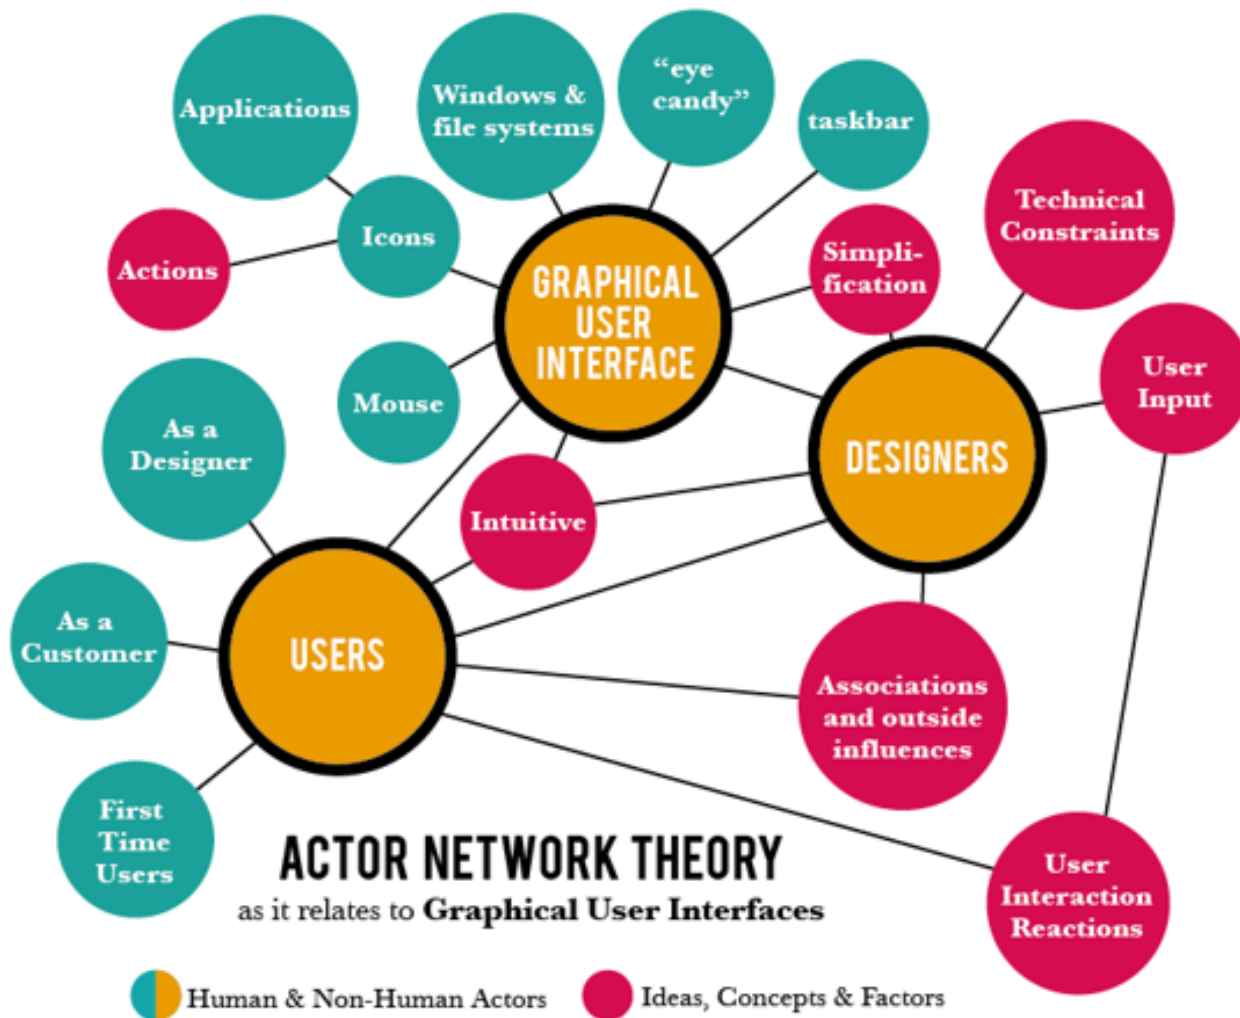 Applications
Windows &
file systems
“eye
candy”
taskbar
Technical
Constraints
Icons
Actions
Simpli-
fication
GRAPHICAL
USER
INTERFACE
User
Input
Mouse
As a
Designer
DESIGNERS
Intuitive
As a
Customer
USERS
Associations
and outside
influences
First
Time
Users
User
Interaction
Reactions
ACTOR NETWORK THEORY
as it relates to Graphical User Interfaces
Human & Non-Human Actors
Ideas, Concepts & Factors